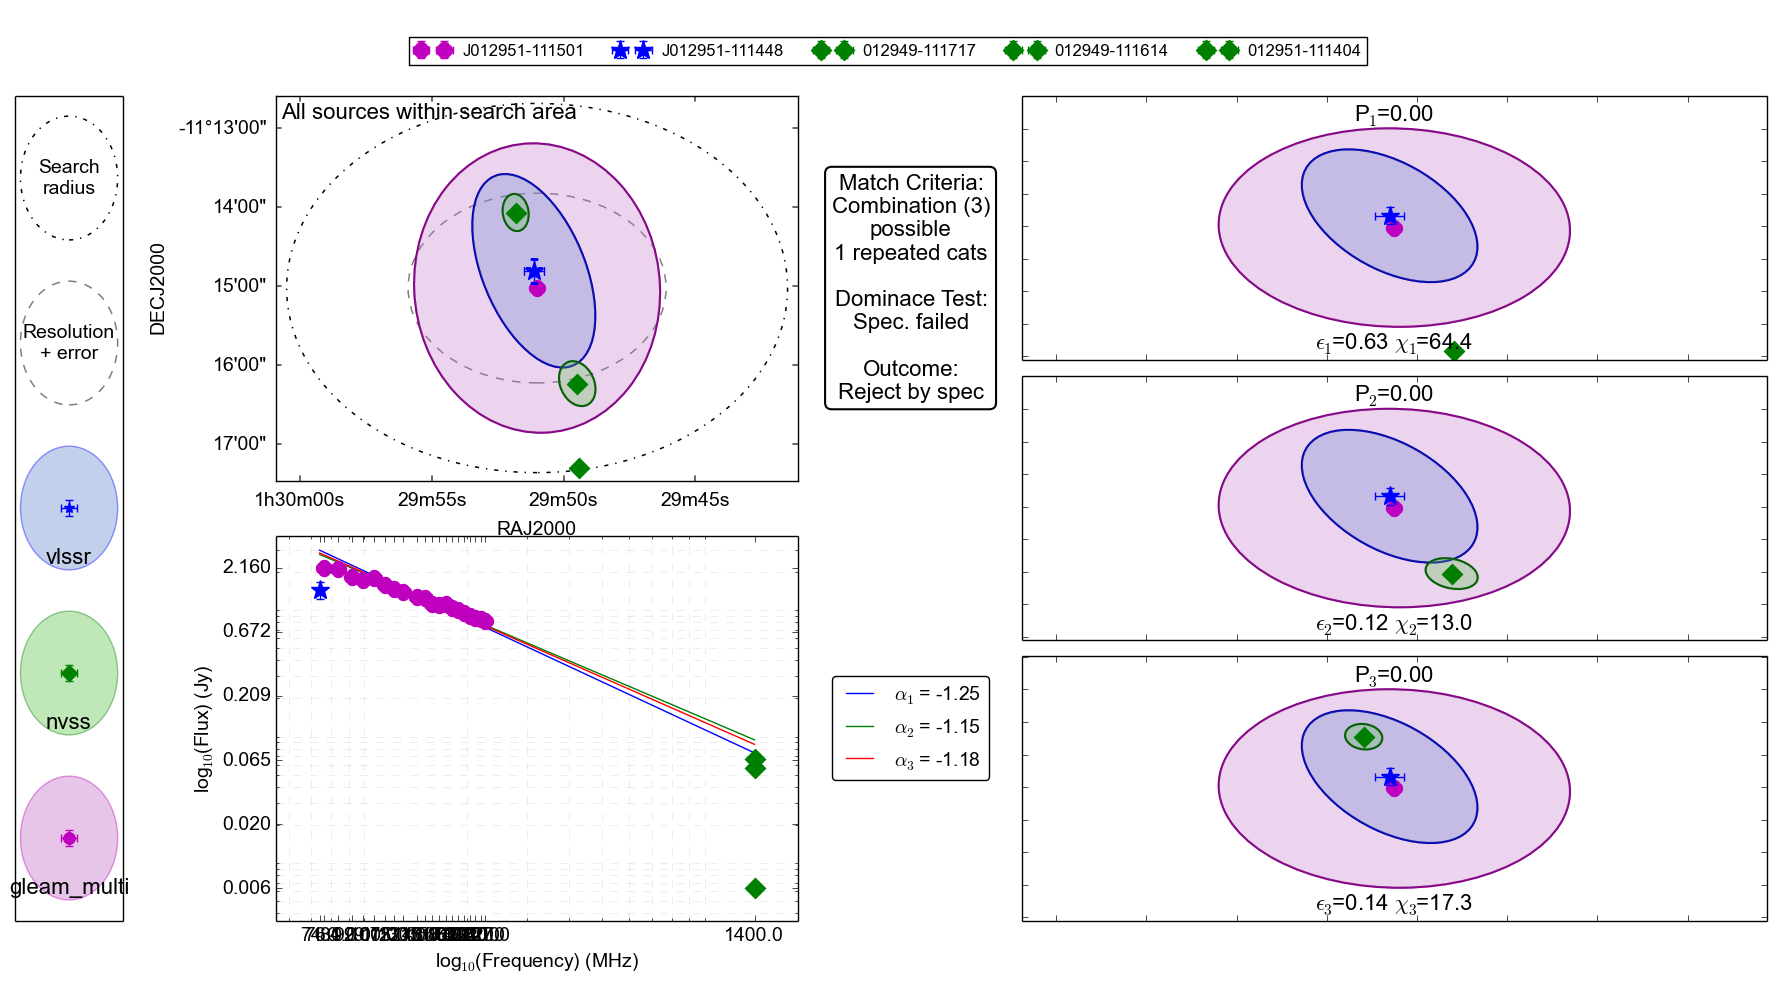 J012951-111501 J012951-111448 012949-111717 012949-111614 012951-111404
Search
radius
Resolution
+ error
vlssr
nvss
gleam_multi
All sources within search area
DECJ2000
-11°13'00"
14'00"
15'00"
16'00"
17'00"
1h30m00s 29m55s 29m50s 29m45s
RAJ2000
log10(Flux) (Jy)
2.160
0.672
0.209
0.065
0.020
0.006
1400.0
log10(Frequency) (MHz)
Match Criteria:
Combination (3)
possible
1 repeated cats
Dominace Test:
Spec. failed
Outcome:
Reject by spec
α1 = -1.25
α2 = -1.15
α3 = -1.18
P1=0.00
ϵ1=0.63 χ1=64.4
P2=0.00
ϵ2=0.12 χ2=13.0
P3=0.00
ϵ3=0.14 χ3=17.3